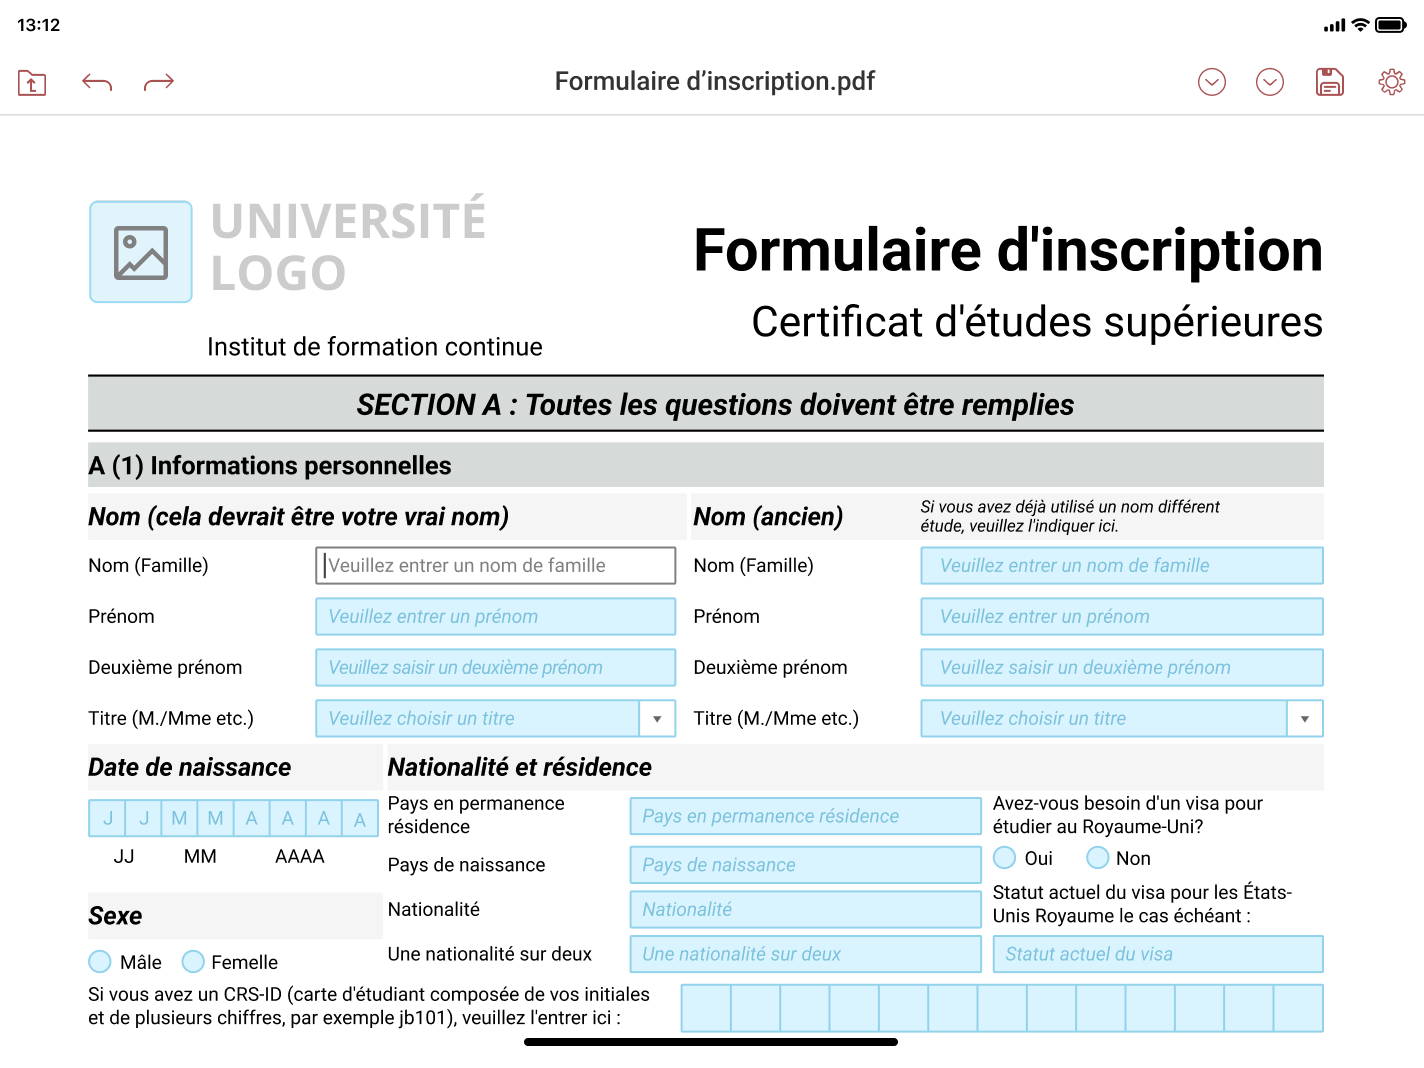 13:12
Formulaire d’inscription.pdf
UNIVERSITÉ
LOGO
Institut de formation continue
Formulaire d'inscription
Certificat d'études supérieures
SECTION A : Toutes les questions doivent être remplies
A (1) Informations personnelles
Nom (cela devrait être votre vrai nom)
Nom (ancien)
Si vous avez déjà utilisé un nom différent
étude, veuillez l'indiquer ici.
Nom (Famille) Veuillez entrer un nom de famille Nom (Famille) Veuillez entrer un nom de famille
Prénom Veuillez entrer un prénom Prénom Veuillez entrer un prénom
Deuxième prénom Veuillez saisir un deuxième prénom Deuxième prénom Veuillez saisir un deuxième prénom
Titre (M./Mme etc.) Veuillez choisir un titre Titre (M./Mme etc.) Veuillez choisir un titre
Date de naissance
J J M M A A A A
JJ MM AAAA
Sexe
Mâle Femelle
Nationalité et résidence
Pays en permanence
résidence
Pays en permanence résidence
Pays de naissance Pays de naissance
Nationalité Nationalité
Une nationalité sur deux Une nationalité sur deux
Avez-vous besoin d'un visa pour
étudier au Royaume-Uni?
Oui Non
Statut actuel du visa pour les États-
Unis Royaume le cas échéant :
Statut actuel du visa
Si vous avez un CRS-ID (carte d'étudiant composée de vos initiales
et de plusieurs chiffres, par exemple jb101), veuillez l'entrer ici :